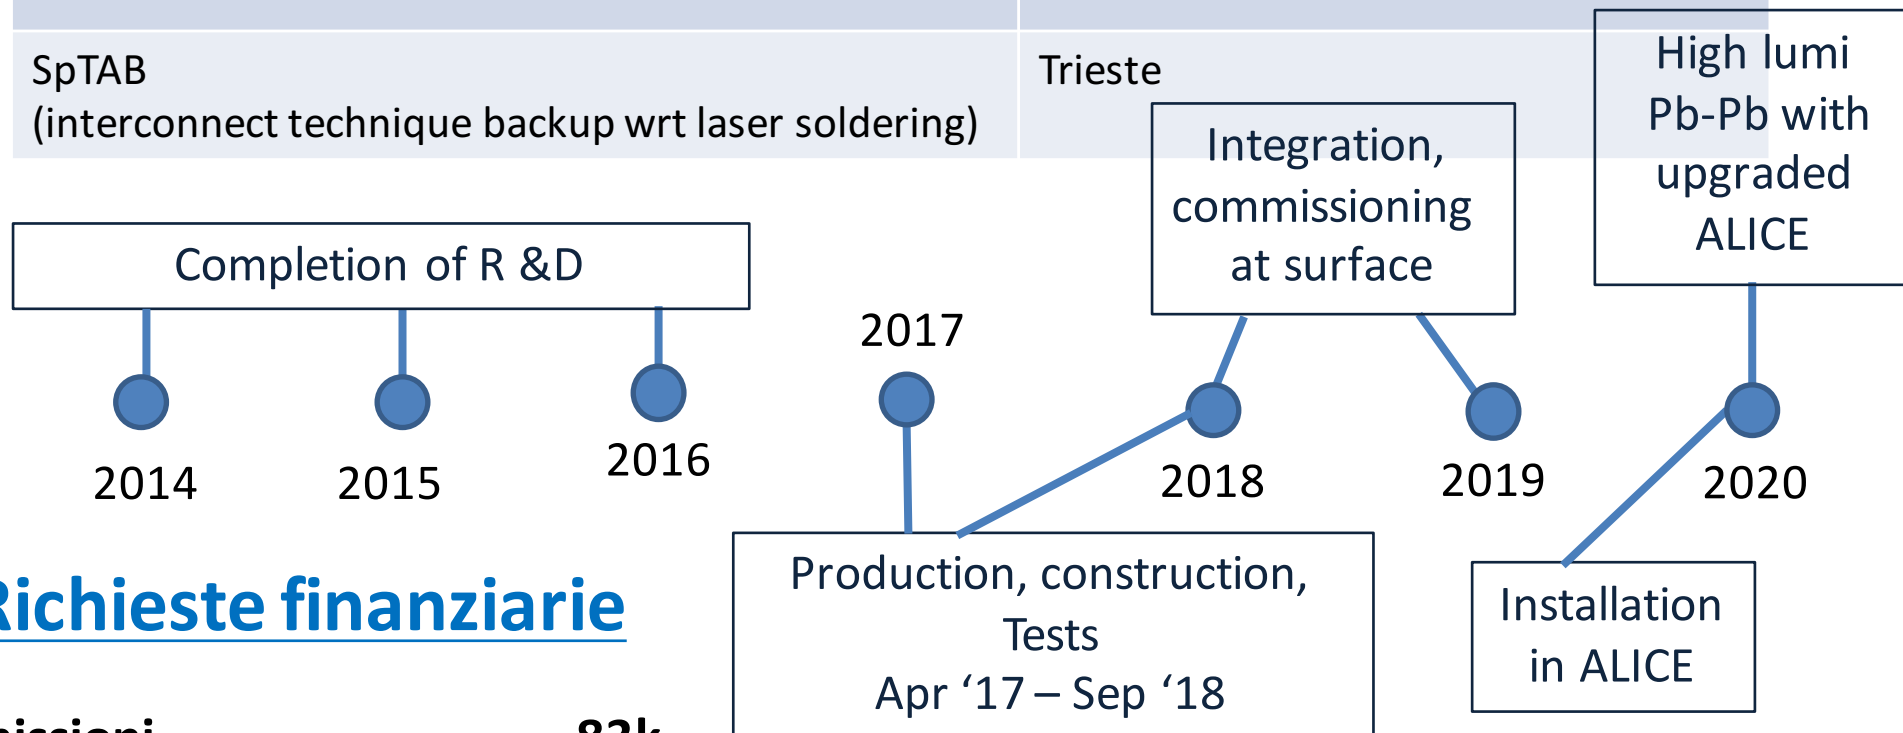 SpTAB
(interconnect technique backup wrt laser soldering)
Trieste
High lumi
Pb-Pb with
upgraded
ALICE
Integration,
commissioning
at surface
Completion of R &D
2017
2014
2015
2016
2018
2019
2020
Production, construction,
Tests
Apr ‘17 – Sep ‘18
Installation
in ALICE
Richieste finanziarie